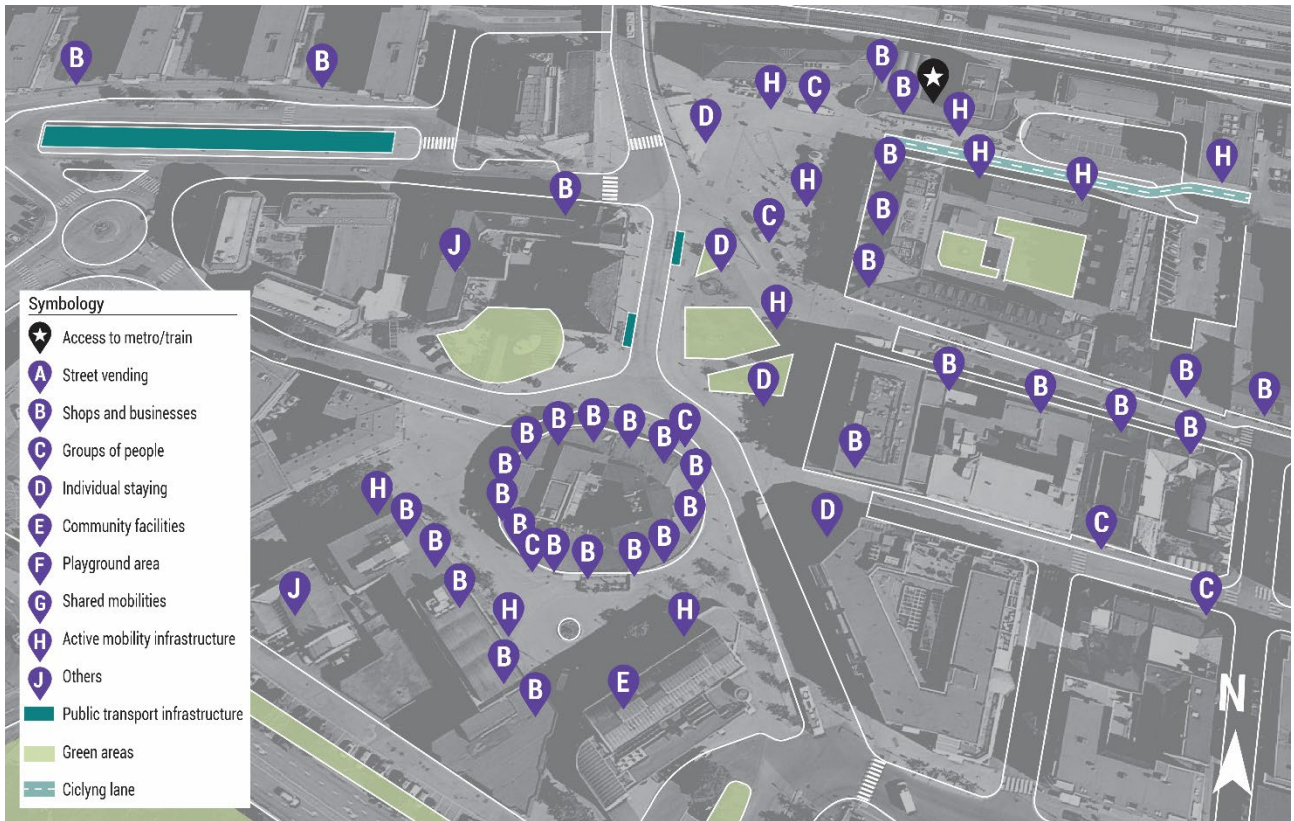 B
B
B
H
C
B
D
H
B
H
H
B
H
H
C
B
J
D
B
H
B
B
D
B
B
B
B
B
B
B
B
C
B
B
B
B
B
H
B
B
B
D
B
C
B
B
C
B
B
B
B
B
J
C
H
H
B
E
B
N
Symbology
Access to metro/train
A Street vending
B Shops and businesses
C Groups of people
D Individual staying
E Community facilities
F Playground area
G Shared mobilities
H Active mobility infrastructure
J Others
Public transport infrastructure
Green areas
Ciclyng lane